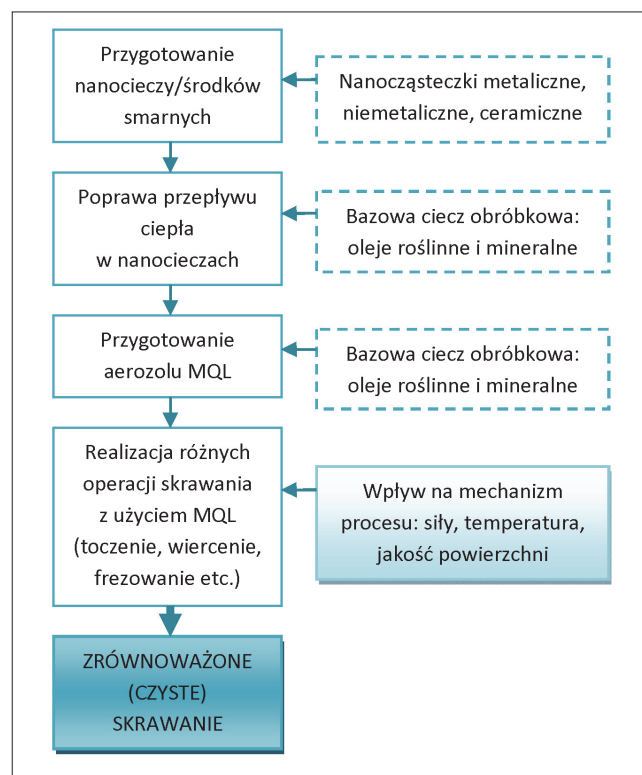 Przygotowanie
nanocieczy/środków
smarnych
Nanocząsteczki metaliczne,
niemetaliczne, ceramiczne
Poprawa przepływu
ciepła
w nanocieczach
Bazowa ciecz obróbkowa:
oleje roślinne i mineralne
Przygotowanie
aerozolu MQL
Bazowa ciecz obróbkowa:
oleje roślinne i mineralne
Realizacja różnych
operacji skrawania
z użyciem MQL
(toczenie, wiercenie,
frezowanie etc.)
Wpływ na mechanizm
procesu: siły, temperatura,
jakość powierzchni
ZRÓWNOWAŻONE
(CZYSTE)
SKRAWANIE